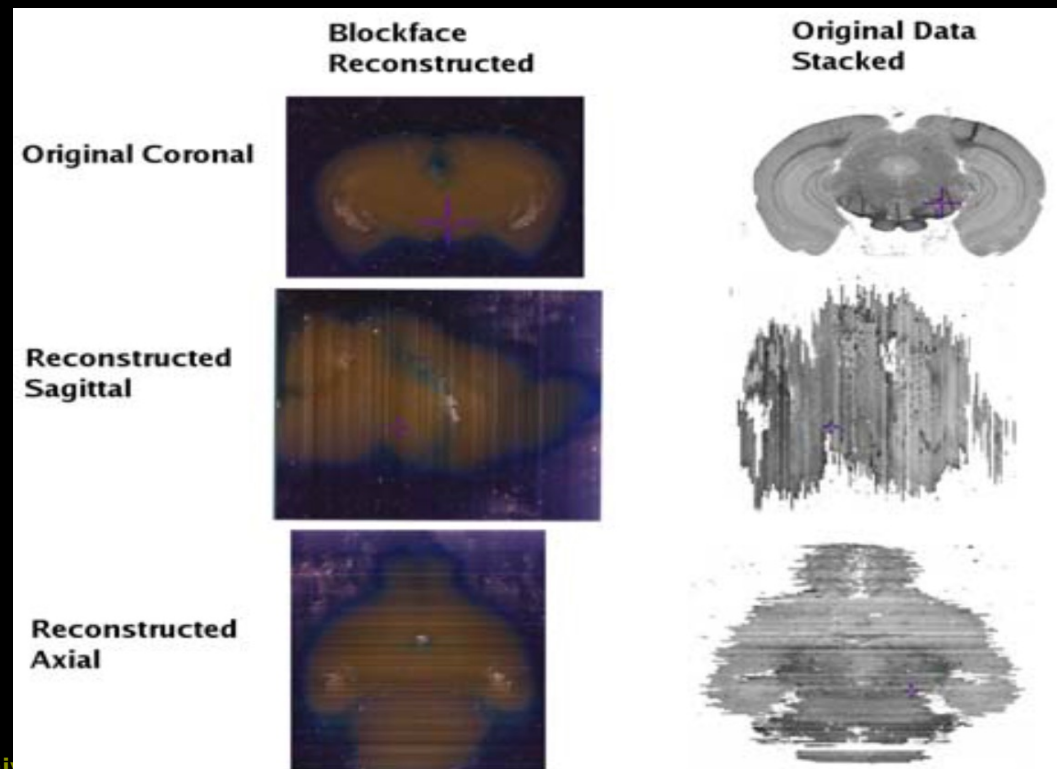 Blockface
Reconstructed
Original Data
Stacked
Original Coronal
Reconstructed
Sagittal
Reconstructed
Axial